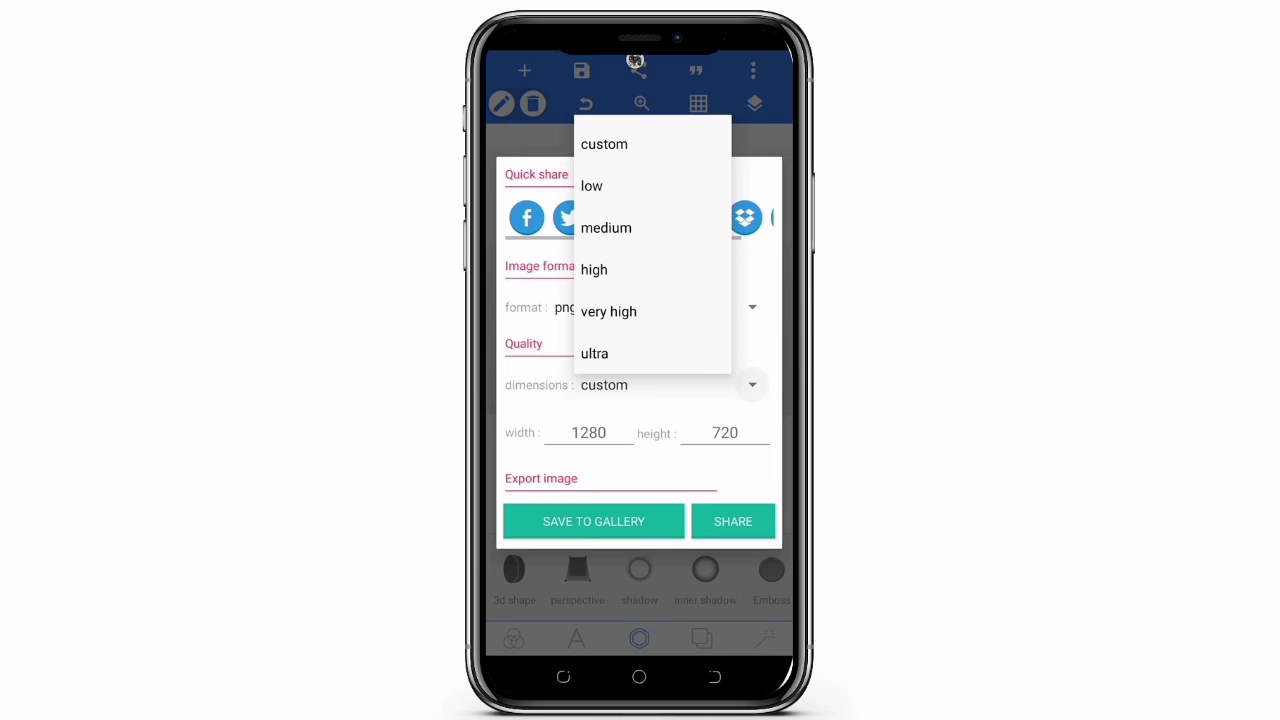 custom
low
medium
high
very high
ultra
Quick share
Image forma
format : png
Quality
dimensions : custom
width : 1280 height : 720
Export image
SAVE TO GALLERY SHARE
3d shape perspective shadow inner shadow Emboss